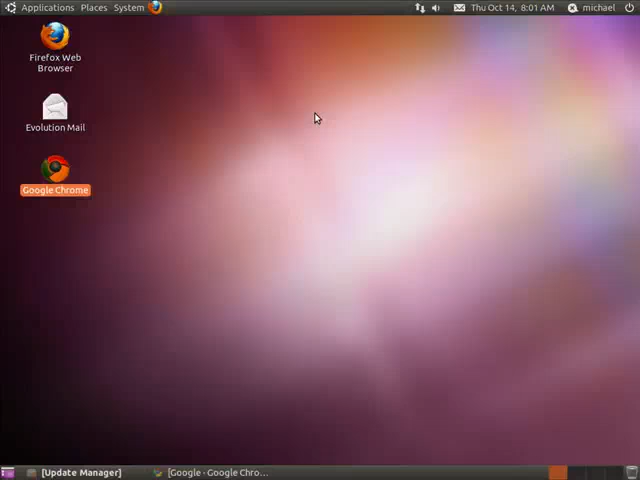 Applications Places System
Thu Oct 14, 8:01 AM michael
Firefox Web
Browser
Evolution Mail
Google Chrome
[Update Manager] [Google - Google Chro...